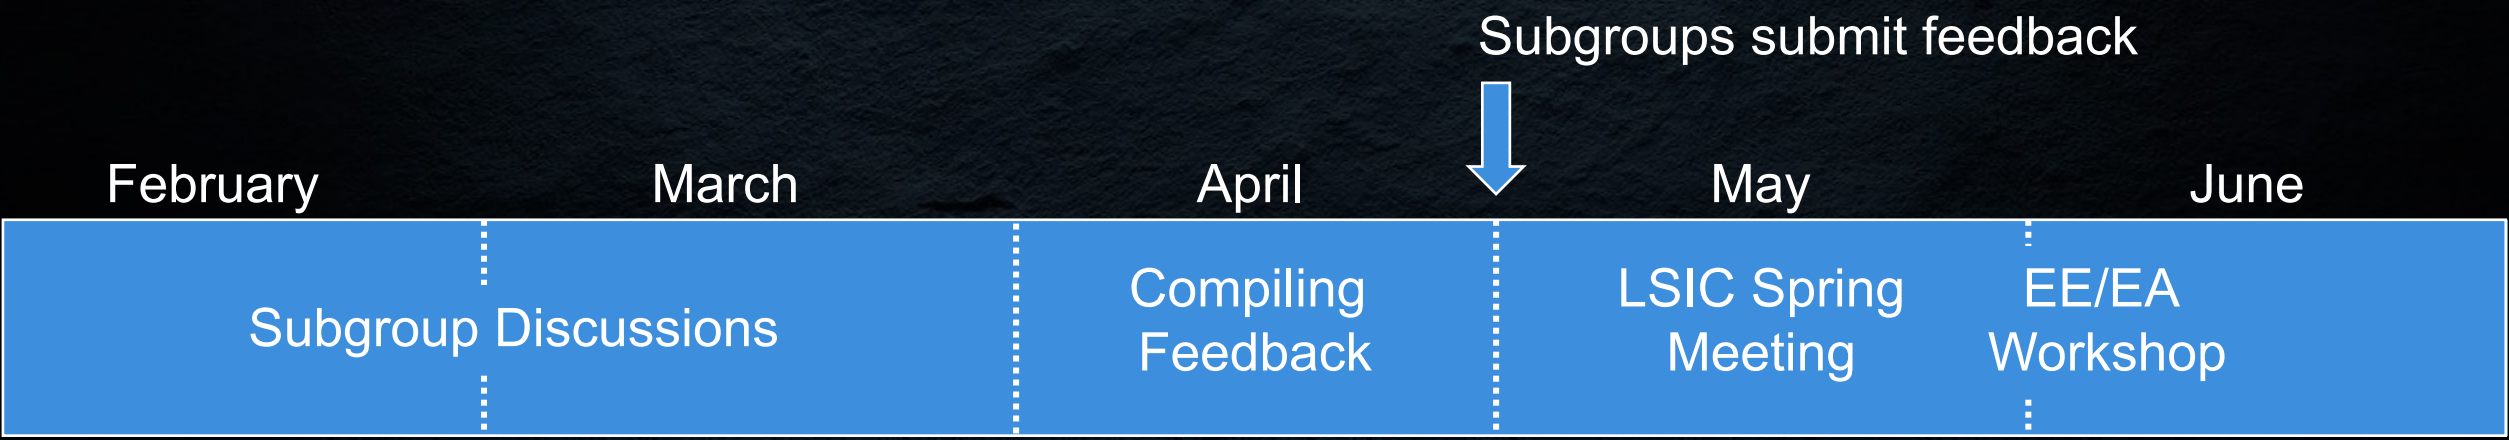 Subgroups submit feedback
February March April May June
Subgroup Discussions
Compiling
Feedback
LSIC Spring
Meeting
EE/EA
Workshop